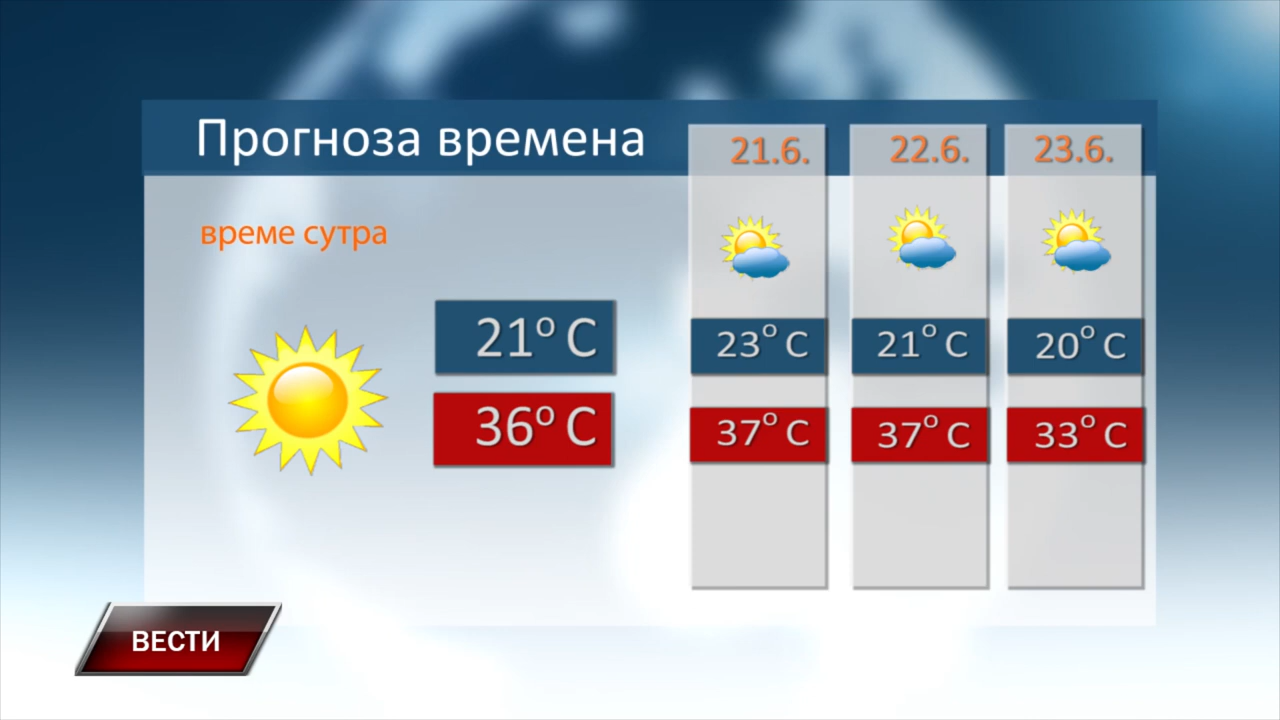 Прогноза времена
време сутра
21° C
36° C
21.6.
23° C
37° C
22.6.
21° C
37° C
23.6.
20° C
33° C
ВЕСТИ